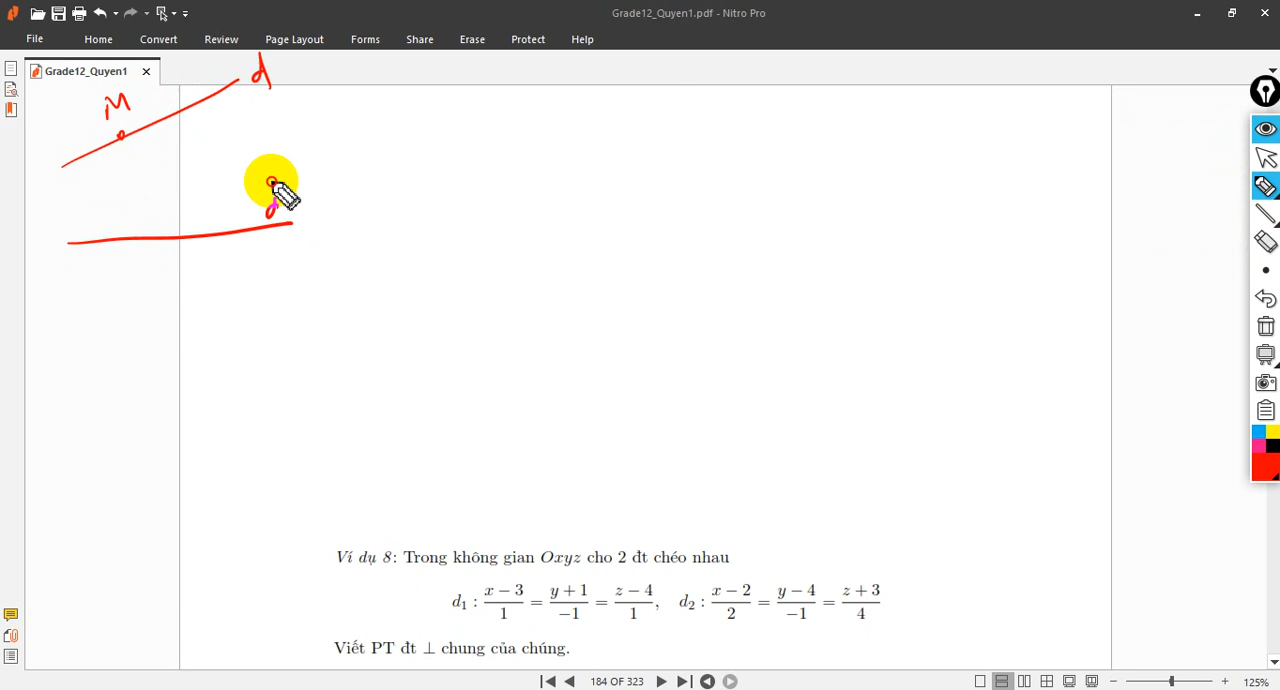 Grade12_Quyen1.pdf - Nitro Pro
File Home Convert Review Page Layout Forms Share Erase Protect Help
Grade12_Quyen1
M
d
d
Ví dụ 8: Trong không gian Oxyz cho 2 đt chéo nhau
d₁ : (x − 3)/1 = (y + 1)/−1 = (z − 4)/1, d₂ : (x − 2)/2 = (y − 4)/−1 = (z + 3)/4
Viết PT đt ⊥ chung của chúng.
184 OF 323
125%